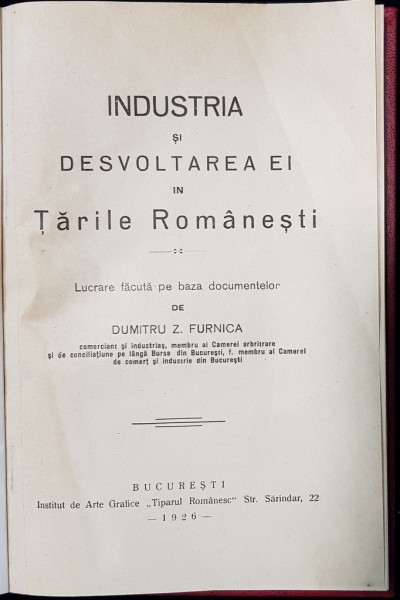 INDUSTRIA
ȘI
DESVOLTAREA EI
IN
Țările Românești
Lucrare făcută pe baza documentelor
DE
DUMITRU Z. FURNICA
comerciant și industriaș, membru al Camerei arbitrare
și de conciliațiune pe lângă Bursa din București, f. membru al Camerei
de comerț și industrie din București
BUCUREȘTI
Institut de Arte Grafice „Tiparul Românesc" Str. Sărindar, 22
— 1926 —